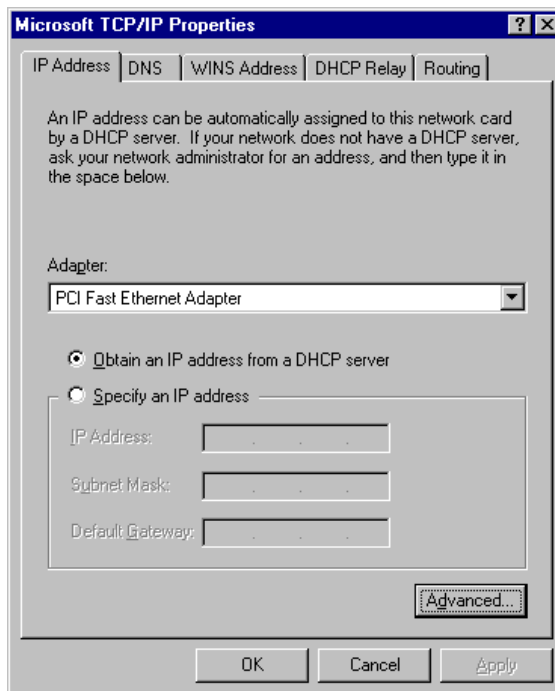 Microsoft TCP/IP Properties
IP Address DNS WINS Address DHCP Relay Routing
An IP address can be automatically assigned to this network card
by a DHCP server. If your network does not have a DHCP server,
ask your network administrator for an address, and then type it in
the space below.
Adapter:
PCI Fast Ethernet Adapter
Obtain an IP address from a DHCP server
Specify an IP address
IP Address:
Subnet Mask:
Default Gateway:
Advanced...
OK Cancel Apply